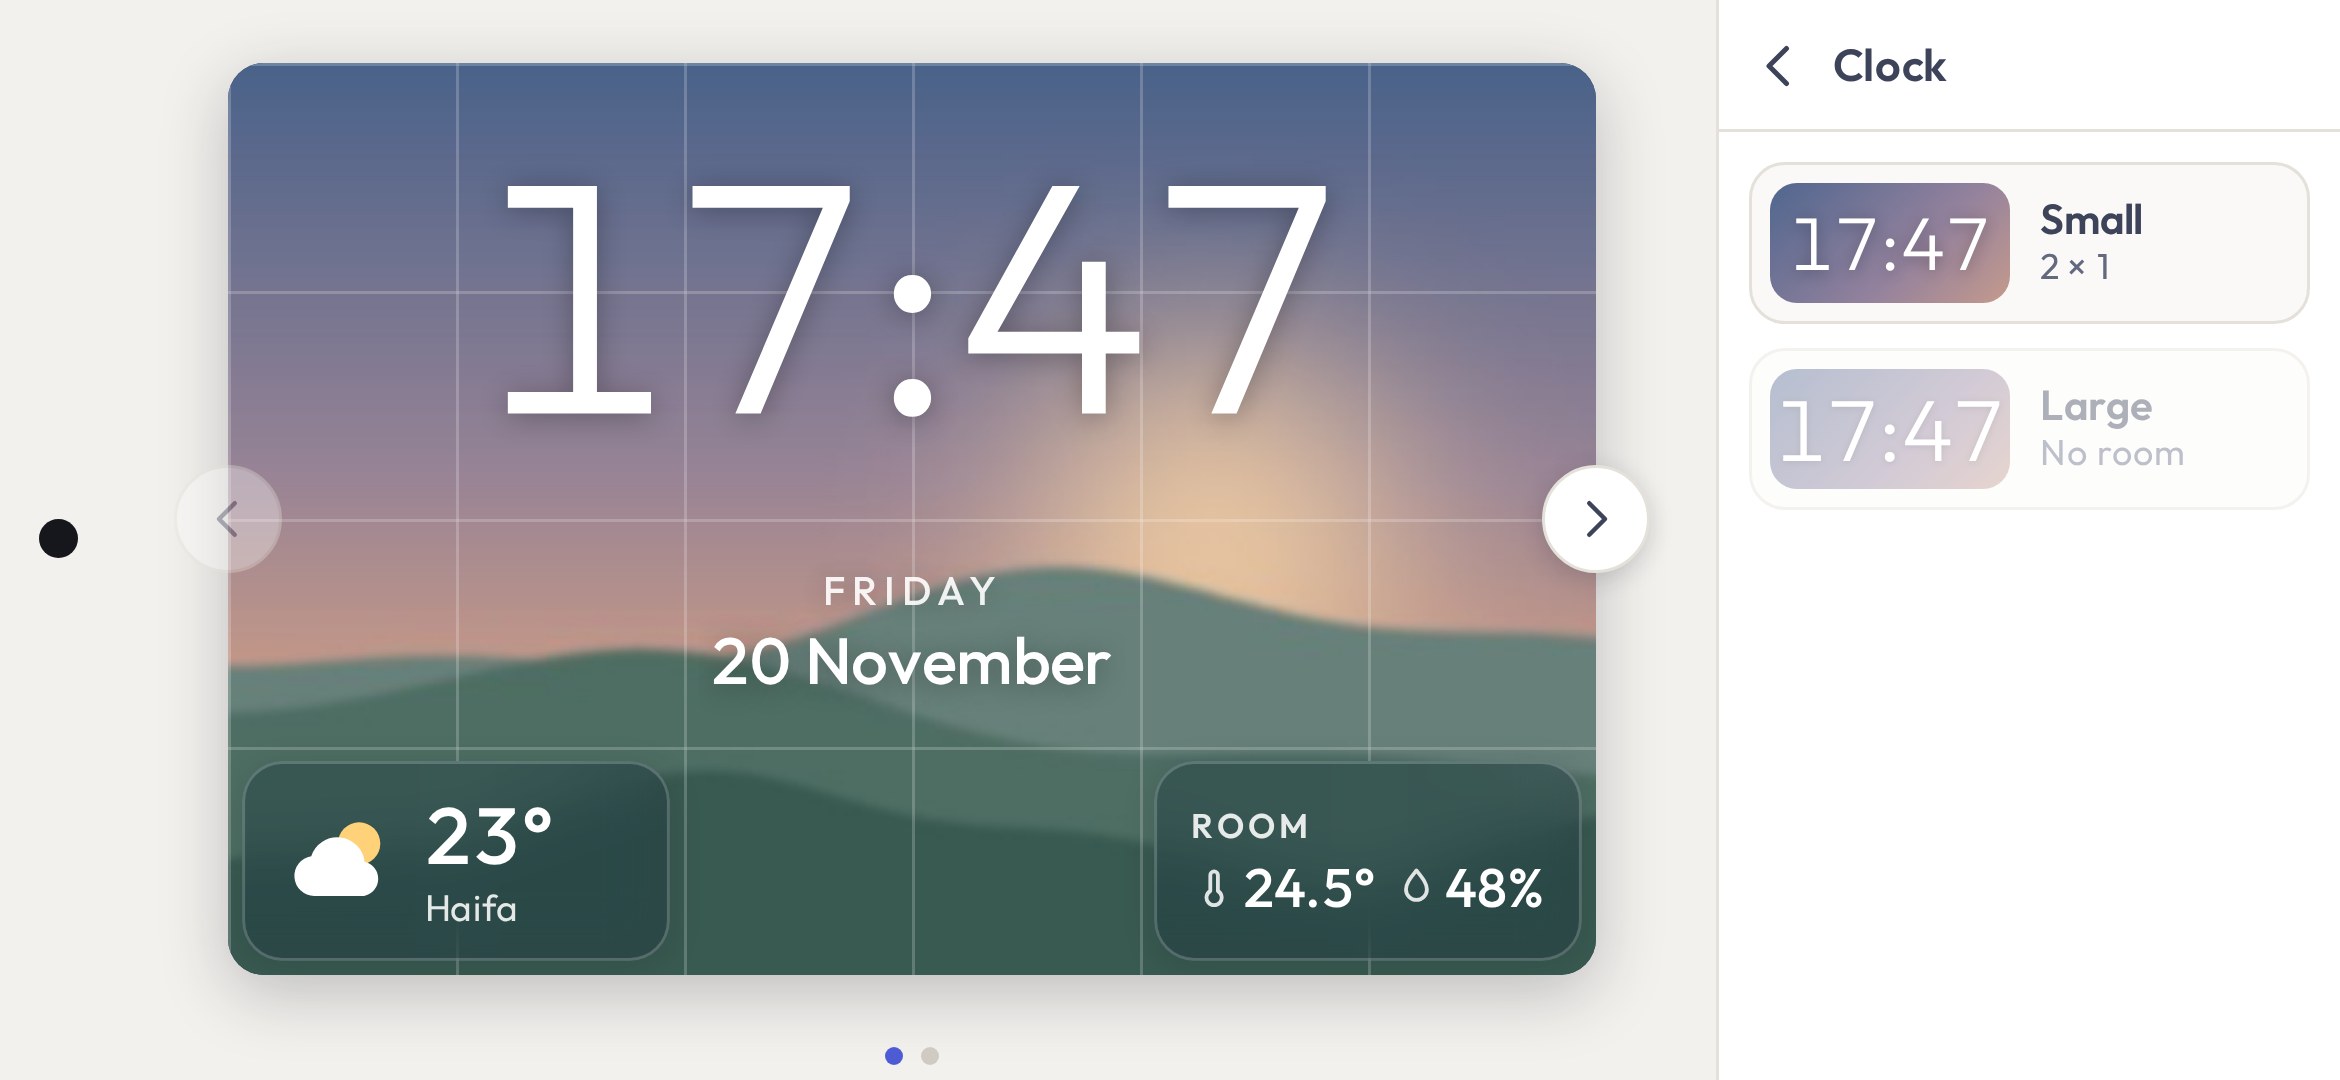 17:47
FRIDAY
20 November
23°
Haifa
ROOM
24.5° 48%
Clock
17:47
Small
2 × 1
17:47
Large
No room